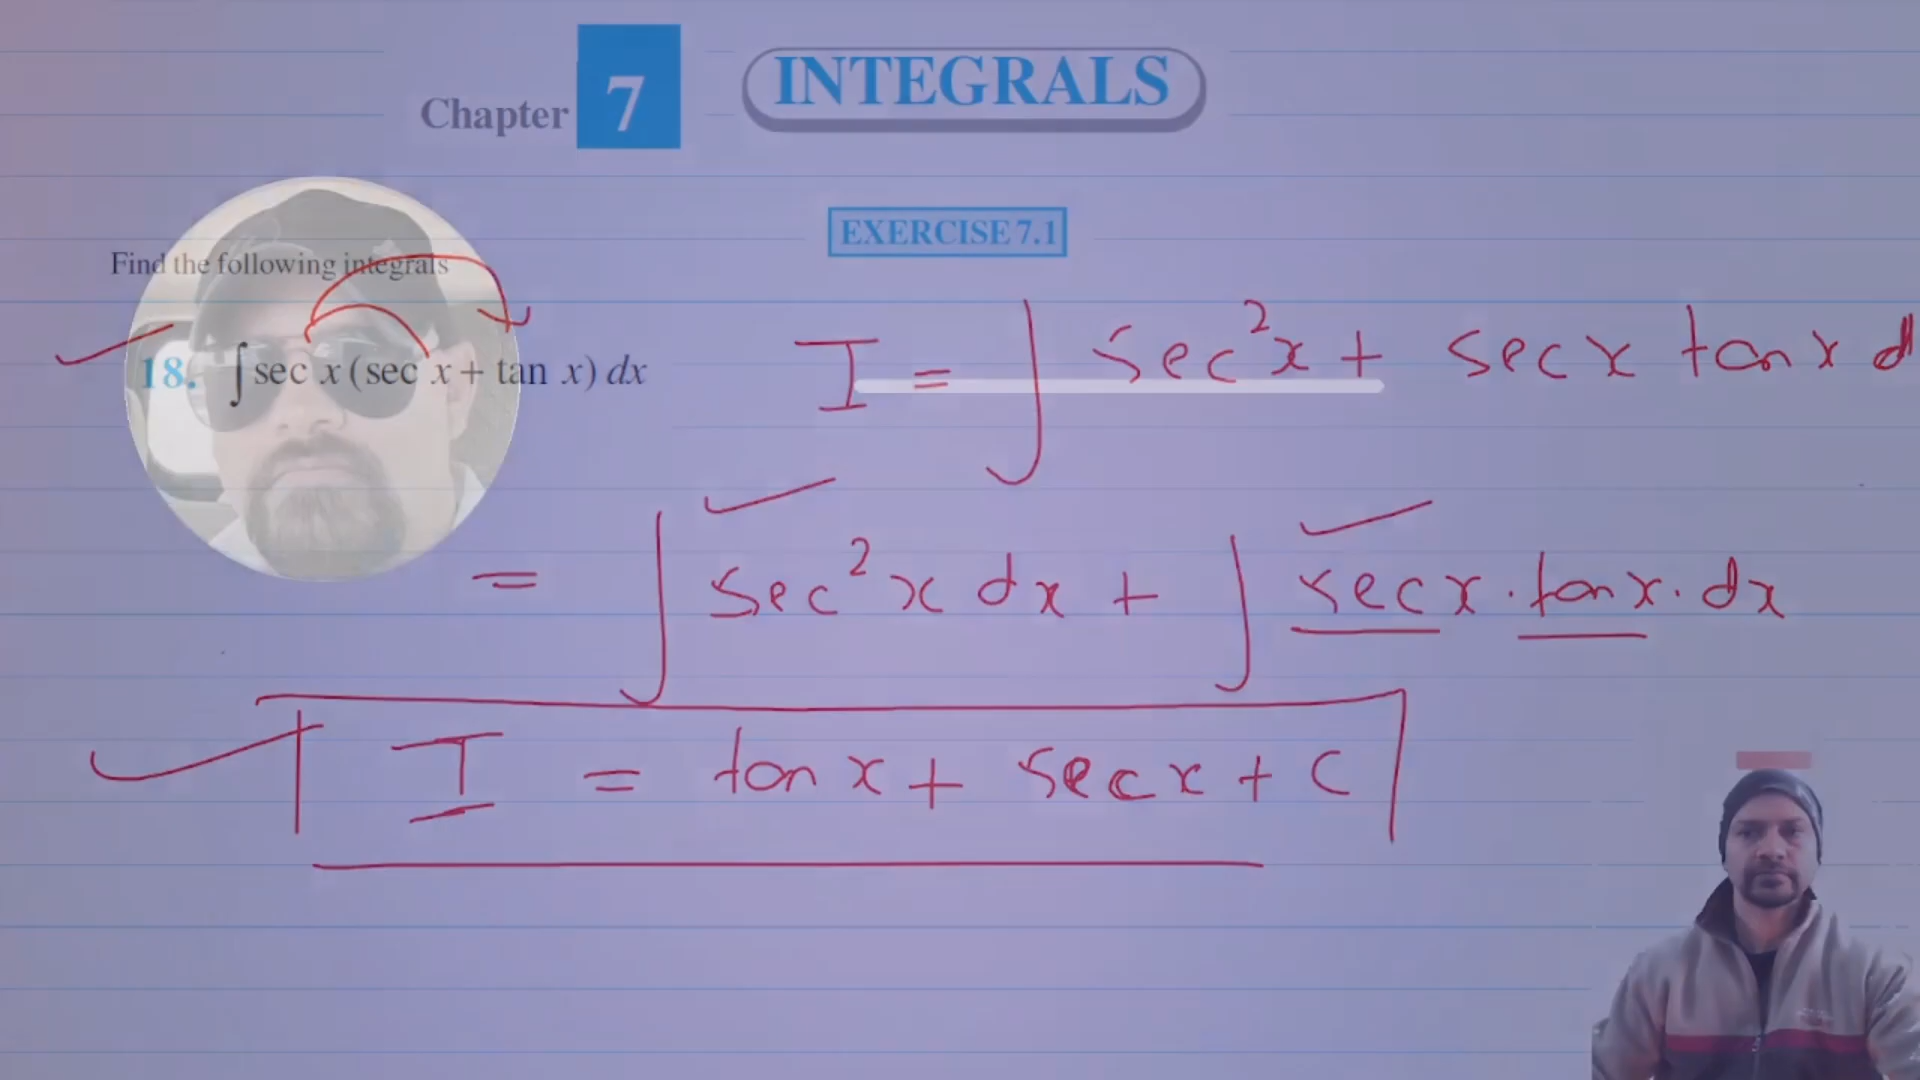 Chapter 7 INTEGRALS
EXERCISE 7.1
Find the following integrals
18. ∫ sec x (sec x + tan x) dx
I = ∫ sec²x + sec x tan x d
= ∫ sec² x dx + ∫ sec x . tan x . dx
I = tan x + sec x + C